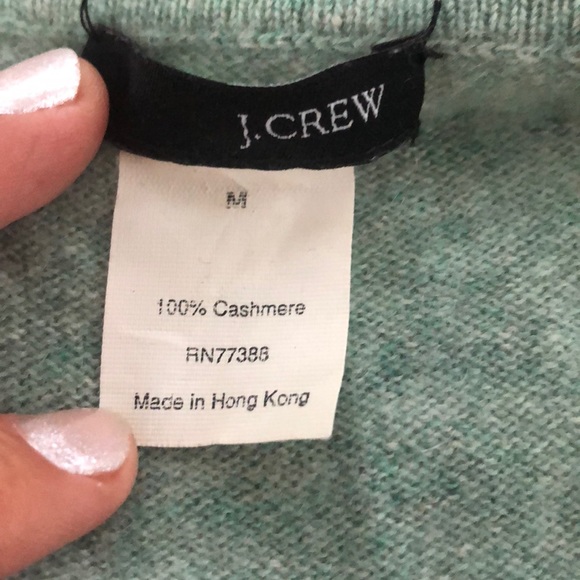 J.CREW
M
100% Cashmere
RN77388
Made in Hong Kong